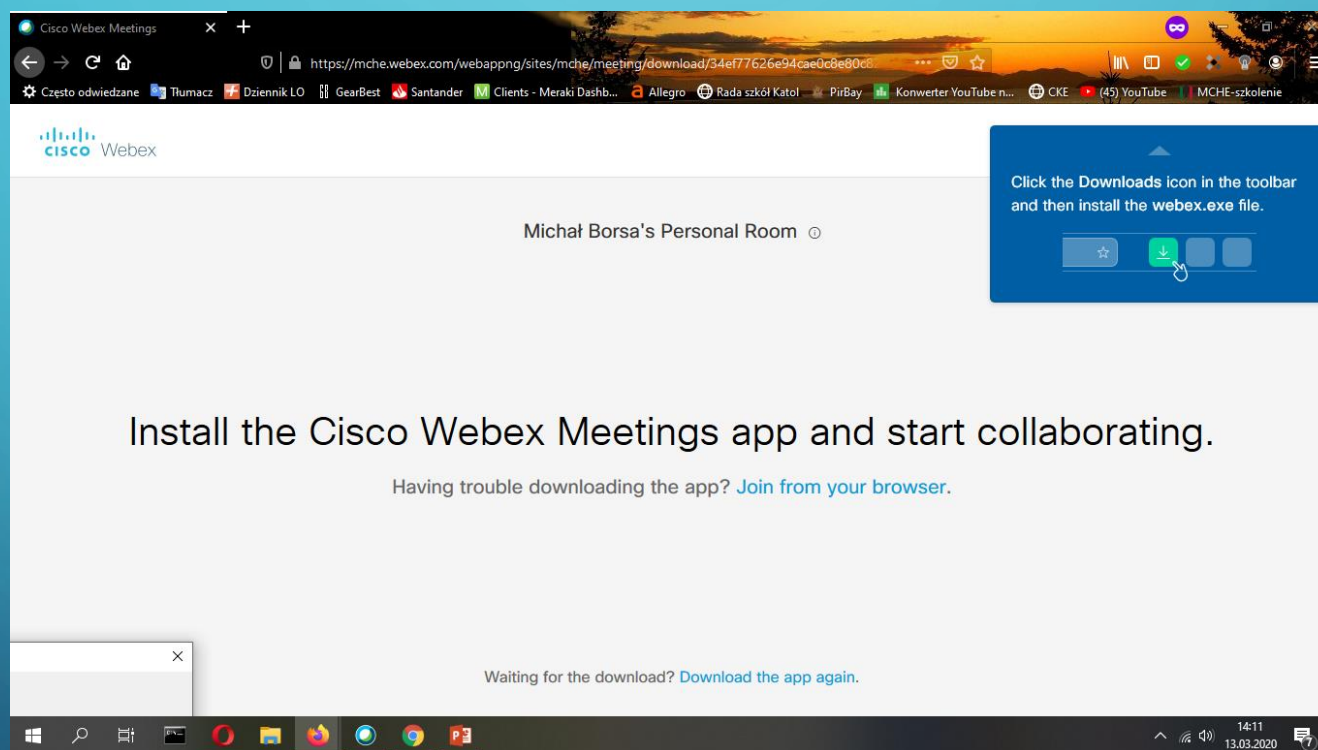 Cisco Webex Meetings
https://mche.webex.com/webappng/sites/mche/meeting/download/34ef77626e94cae0c8e80c8
Często odwiedzane Tłumacz Dziennik LO GearBest Santander Clients - Meraki Dashb... Allegro Rada szkół Katol PirBay Konwerter YouTube n... CKE (45) YouTube MCHE-szkolenie
cisco Webex
Click the Downloads icon in the toolbar
and then install the webex.exe file.
Michał Borsa's Personal Room
Install the Cisco Webex Meetings app and start collaborating.
Having trouble downloading the app? Join from your browser.
Waiting for the download? Download the app again.
14:11
13.03.2020
7